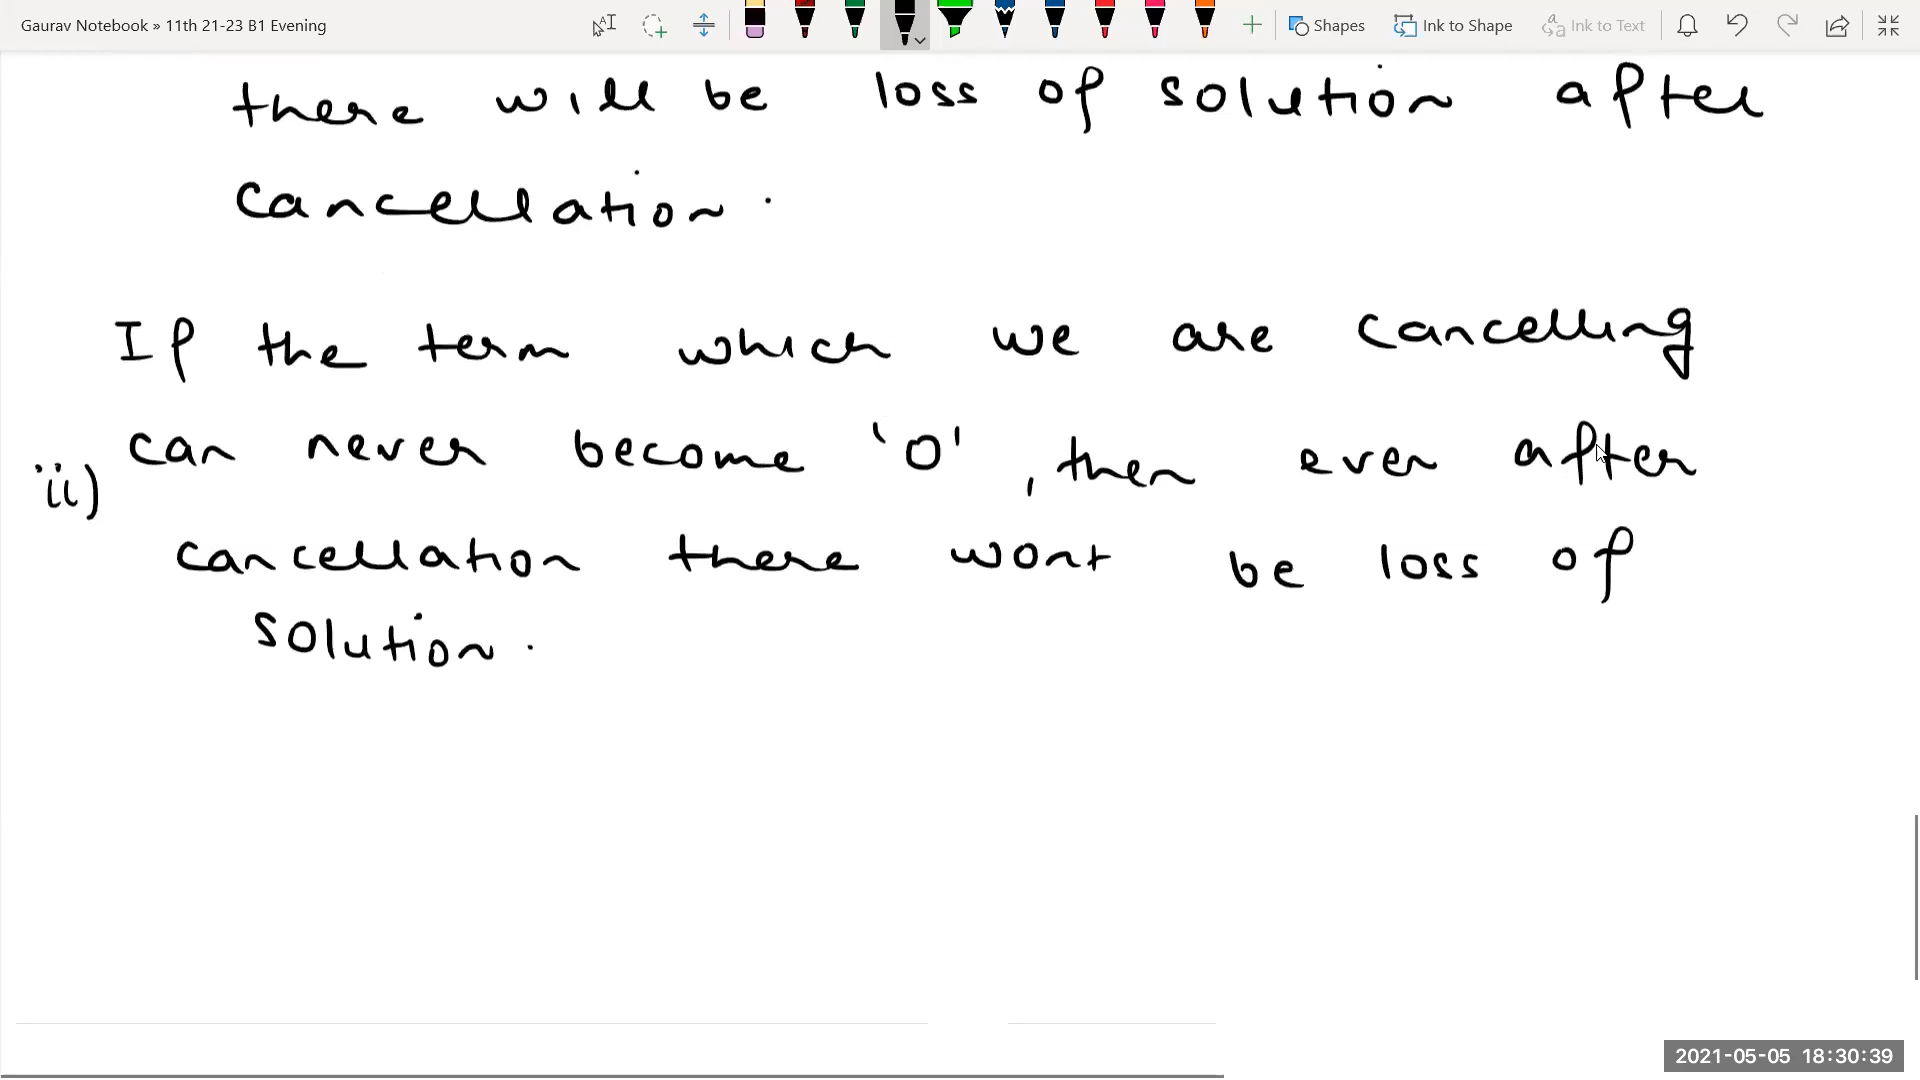 Gaurav Notebook » 11th 21-23 B1 Evening
Shapes Ink to Shape Ink to Text
there will be loss of solution after
cancellation.
If the term which we are cancelling
ii) can never become '0', then even after
cancellation there wont be loss of
solution.
2021-05-05 18:30:39